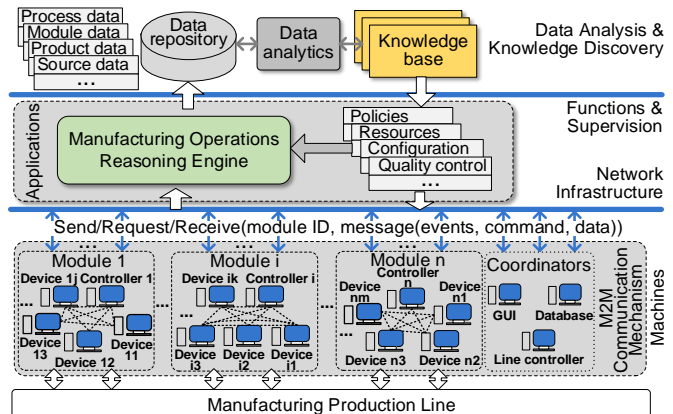 Process data
Module data
Product data
Source data
...
Data repository
Data analytics
Knowledge base
Data Analysis & Knowledge Discovery
Functions & Supervision
Applications
Manufacturing Operations Reasoning Engine
Policies
Resources
Configuration
Quality control
...
Network Infrastructure
Send/Request/Receive(module ID, message(events, command, data))
...
...
...
Module 1
Device 1j
Controller 1
...
Device 13
Device 12
Device 11
...
Module i
Device ik
Controller i
...
Device i3
Device i2
Device i1
...
Module n
Controller n
Device nm
Device n1
...
Device n3
Device n2
Coordinators
GUI
Database
Line controller
M2M Communication Mechanism
Machines
Manufacturing Production Line